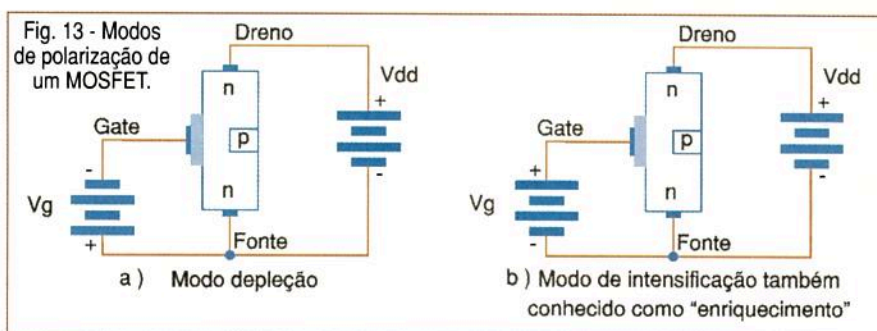 Fig. 13 - Modos
de polarização de
um MOSFET.
Dreno
n
Vdd
+
Gate
p
-
-
Vg
n
+
Fonte
a ) Modo depleção
Dreno
n
Vdd
+
Gate
p
+
-
Vg
n
-
Fonte
b ) Modo de intensificação também
conhecido como “enriquecimento”